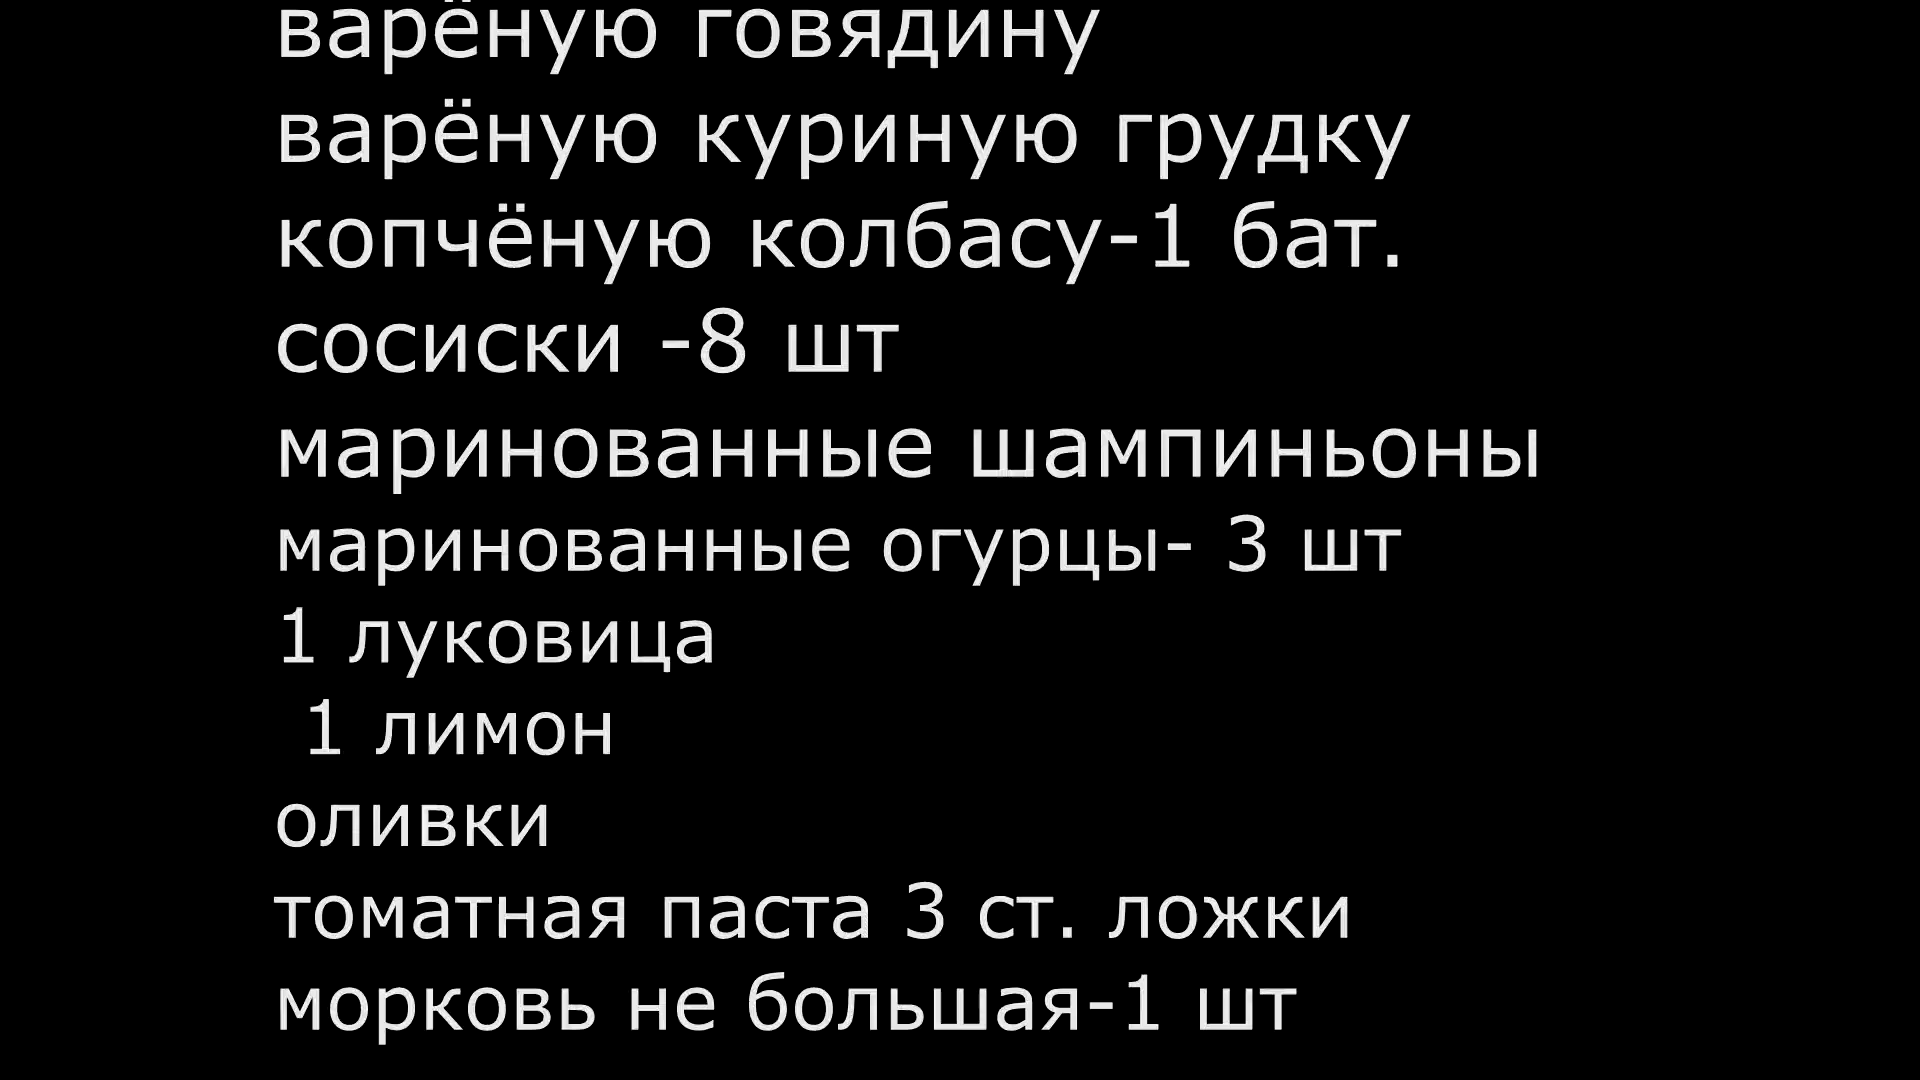 варёную говядину
варёную куриную грудку
копчёную колбасу-1 бат.
сосиски -8 шт
маринованные шампиньоны
маринованные огурцы- 3 шт
1 луковица
1 лимон
оливки
томатная паста 3 ст. ложки
морковь не большая-1 шт